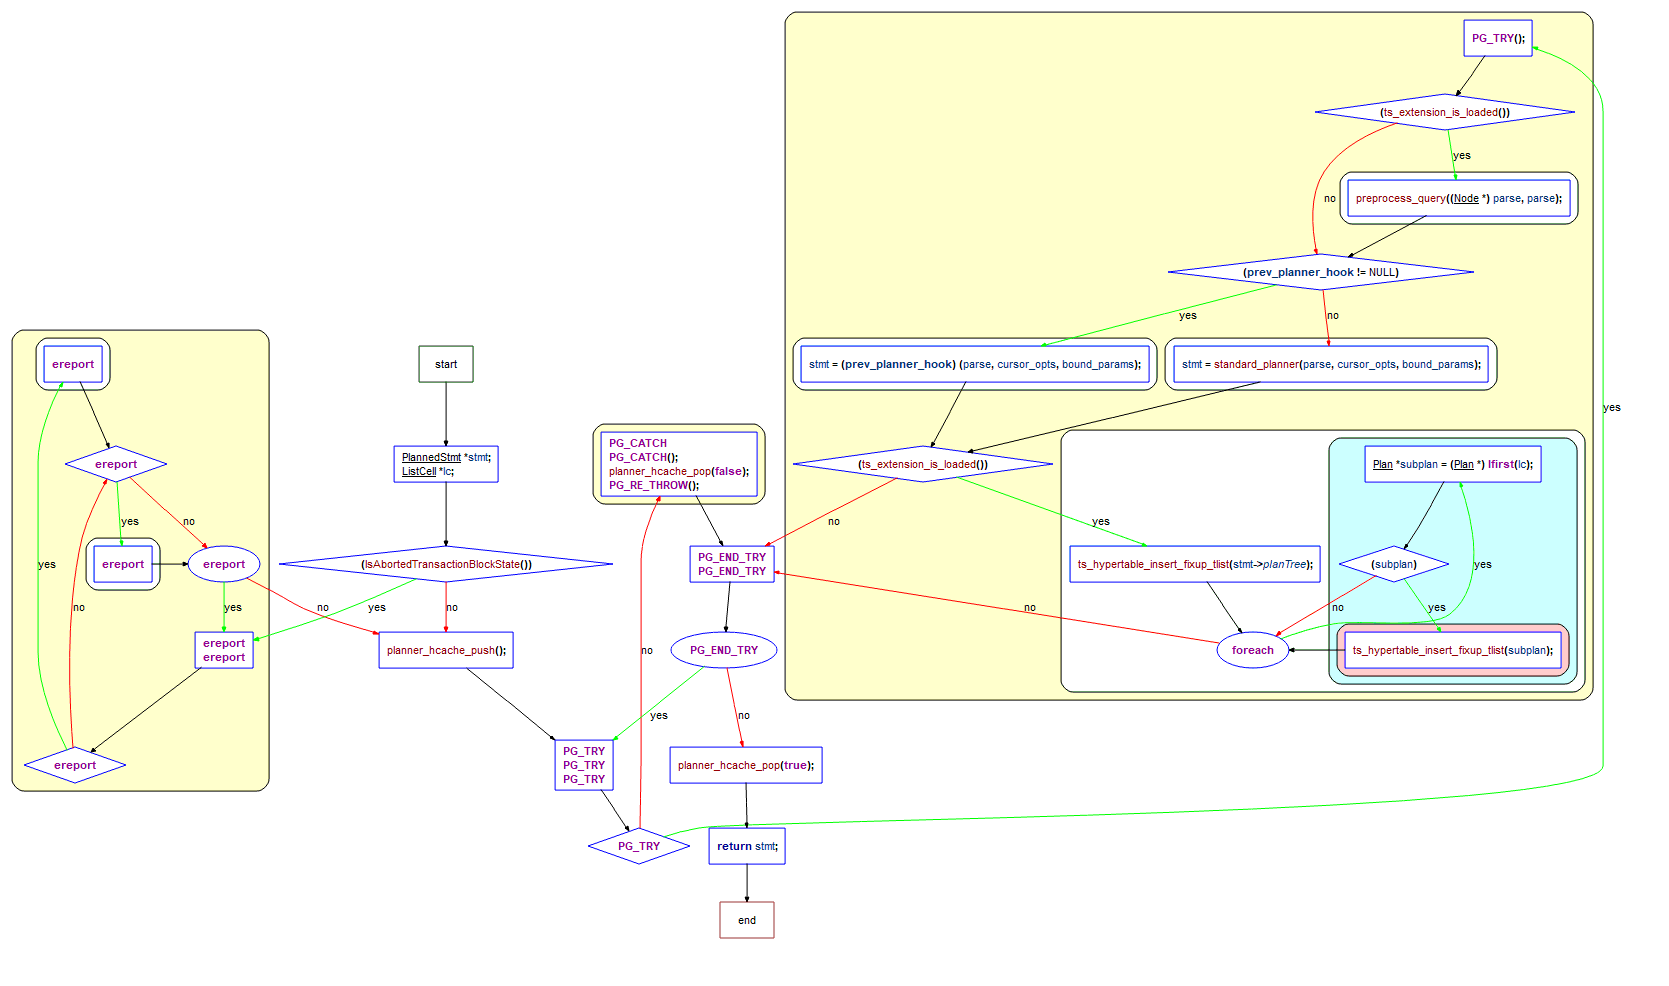 PG_TRY();
(ts_extension_is_loaded())
yes
no
preprocess_query((Node *) parse, parse);
(prev_planner_hook != NULL)
yes
no
stmt = (prev_planner_hook) (parse, cursor_opts, bound_params);
stmt = standard_planner(parse, cursor_opts, bound_params);
yes
(ts_extension_is_loaded())
no
yes
ts_hypertable_insert_fixup_tlist(stmt->planTree);
Plan *subplan = (Plan *) lfirst(lc);
(subplan)
yes
no
yes
ts_hypertable_insert_fixup_tlist(subplan);
foreach
no
ereport
ereport
yes
no
ereport
ereport
yes
no
yes
no
ereport
ereport
ereport
start
PlannedStmt *stmt;
ListCell *lc;
(IsAbortedTransactionBlockState())
yes
no
planner_hcache_push();
PG_CATCH
PG_CATCH();
planner_hcache_pop(false);
PG_RE_THROW();
PG_END_TRY
PG_END_TRY
no
PG_END_TRY
yes
no
PG_TRY
PG_TRY
PG_TRY
planner_hcache_pop(true);
PG_TRY
return stmt;
end